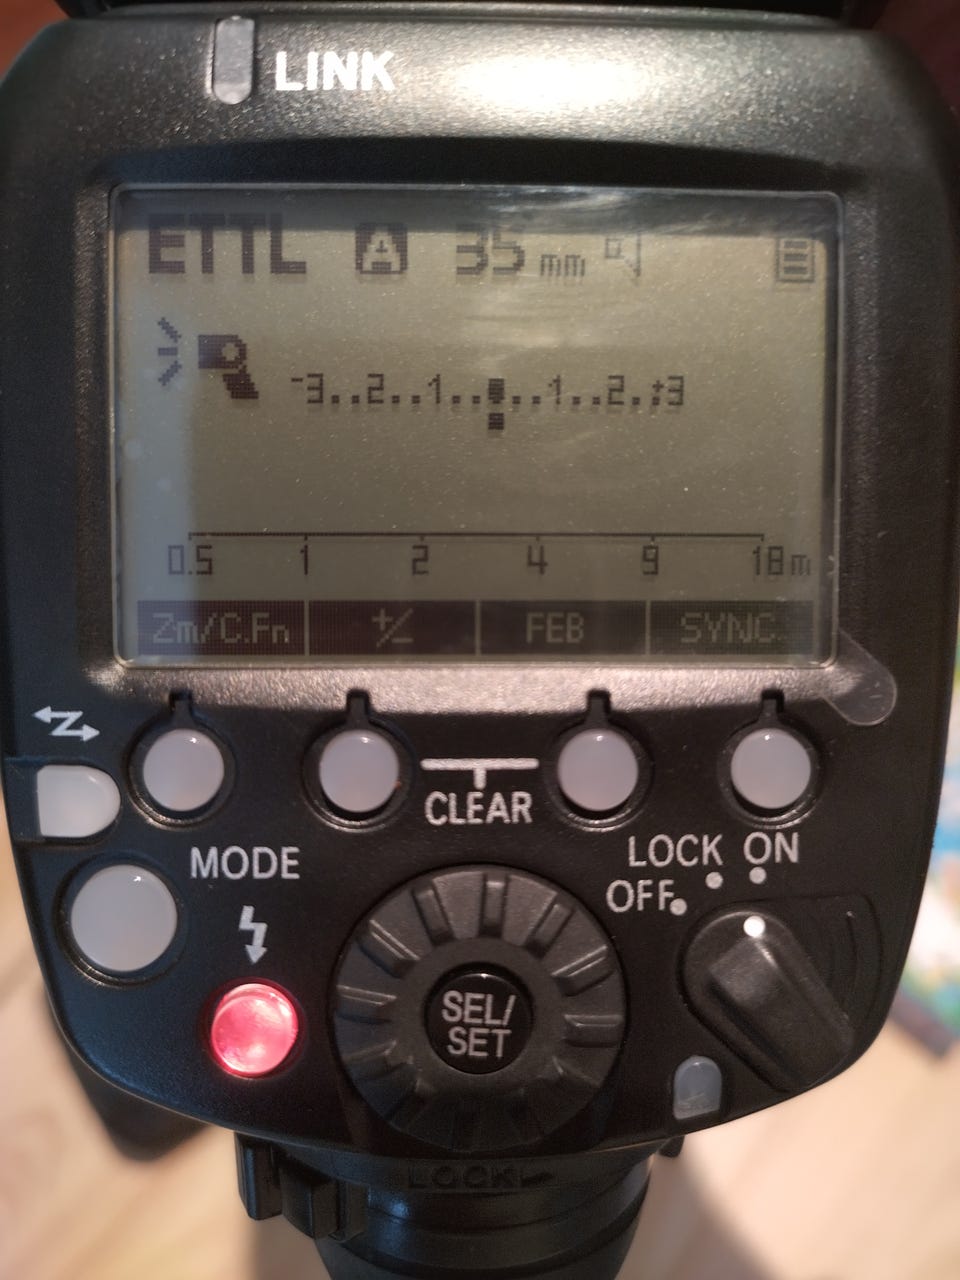 LINK
ETTL A 35 mm
-3..2..1...0...1..2.:+3
0.5 1 2 4 9 18m
Zm/C.Fn +/- FEB SYNC
CLEAR
MODE
LOCK ON
OFF
SEL/
SET
LOCK